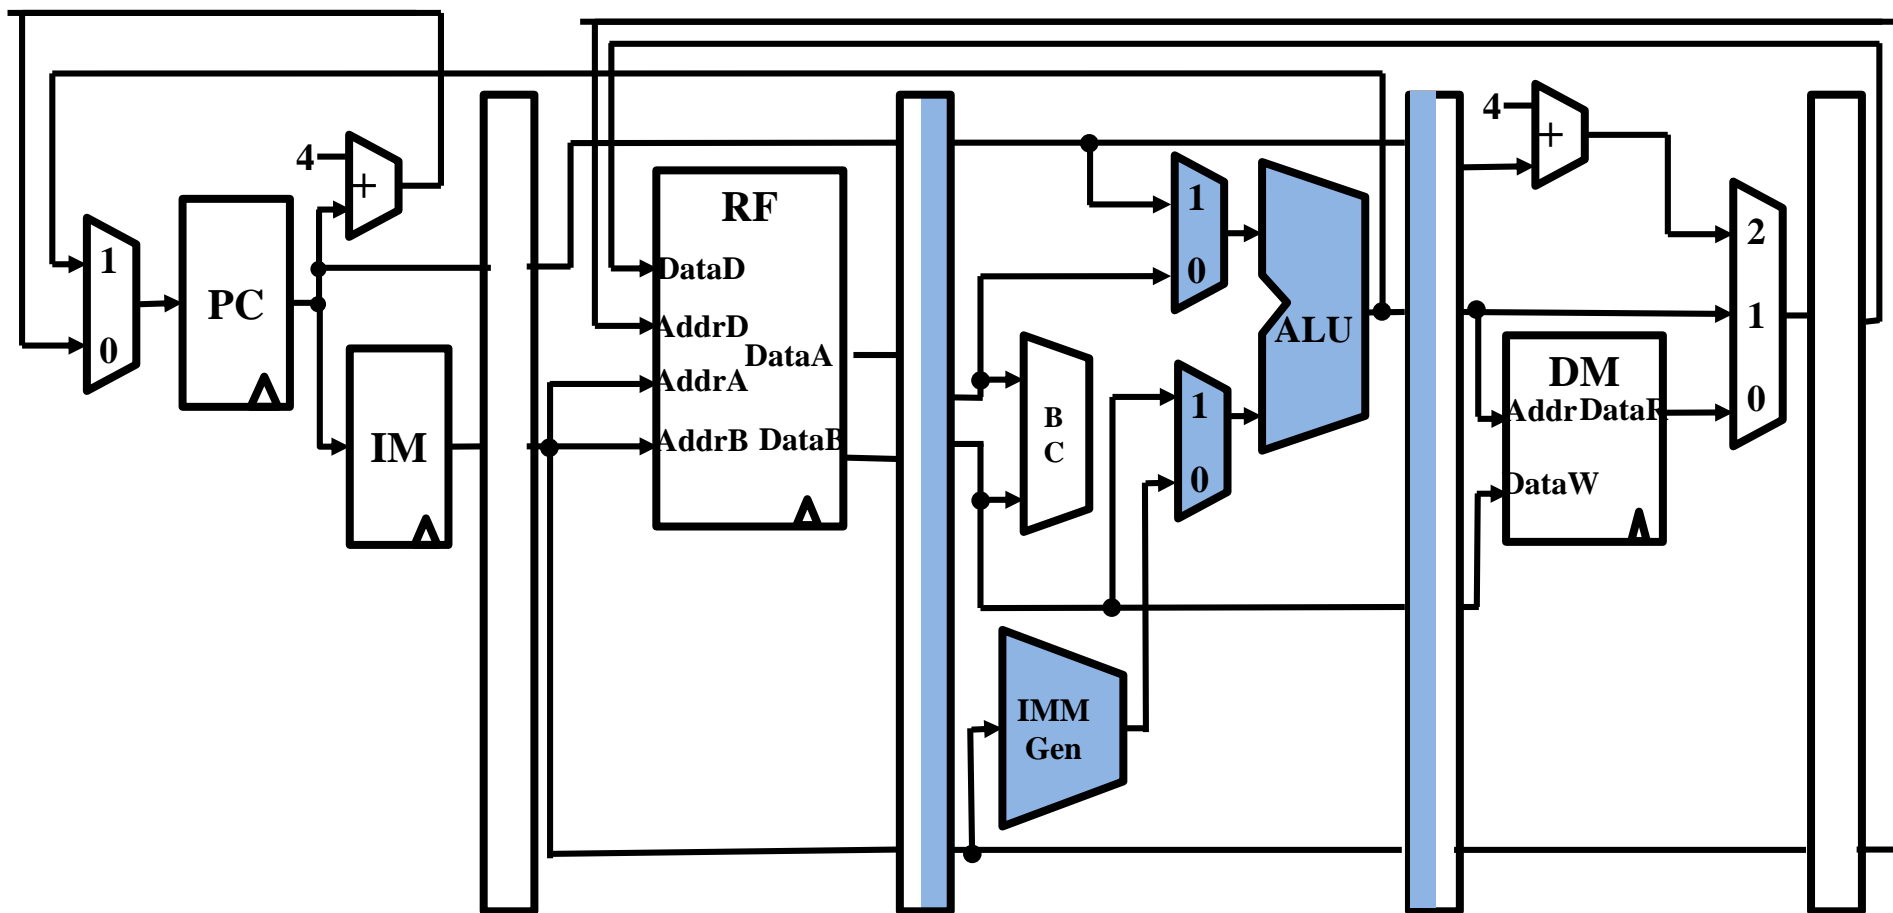 4
+
1
0
PC
IM
RF
DataD
AddrD
DataA
AddrA
AddrB
DataB
B
C
1
0
1
0
ALU
IMM
Gen
4
+
DM
Addr
DataR
DataW
2
1
0